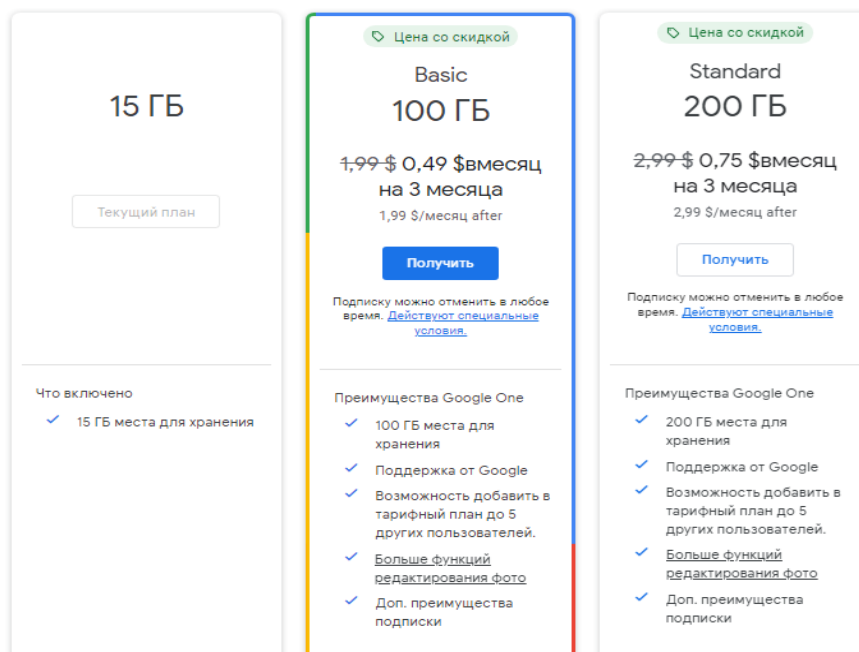 15 ГБ
Текущий план
Что включено
15 ГБ места для хранения
Цена со скидкой
Basic
100 ГБ
1,99 $ 0,49 $вмесяц
на 3 месяца
1,99 $/месяц after
Получить
Подписку можно отменить в любое
время. Действуют специальные
условия.
Преимущества Google One
100 ГБ места для
хранения
Поддержка от Google
Возможность добавить в
тарифный план до 5
других пользователей.
Больше функций
редактирования фото
Доп. преимущества
подписки
Цена со скидкой
Standard
200 ГБ
2,99 $ 0,75 $вмесяц
на 3 месяца
2,99 $/месяц after
Получить
Подписку можно отменить в любое
время. Действуют специальные
условия.
Преимущества Google One
200 ГБ места для
хранения
Поддержка от Google
Возможность добавить в
тарифный план до 5
других пользователей.
Больше функций
редактирования фото
Доп. преимущества
подписки